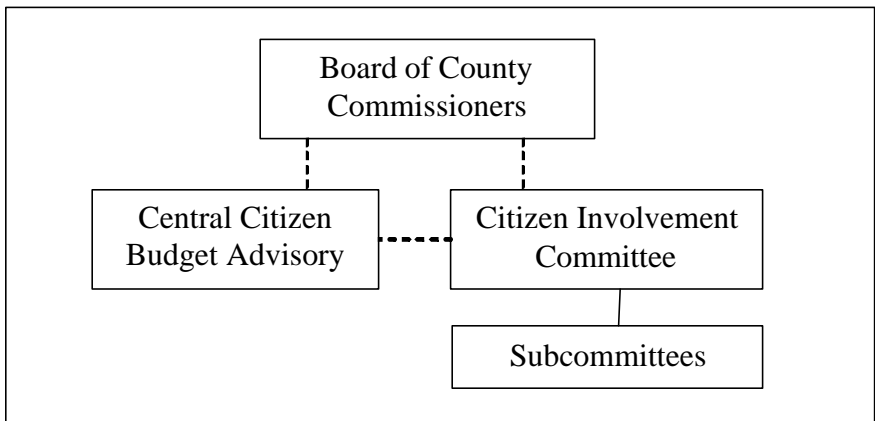 Board of County
Commissioners
Central Citizen
Budget Advisory
Citizen Involvement
Committee
Subcommittees